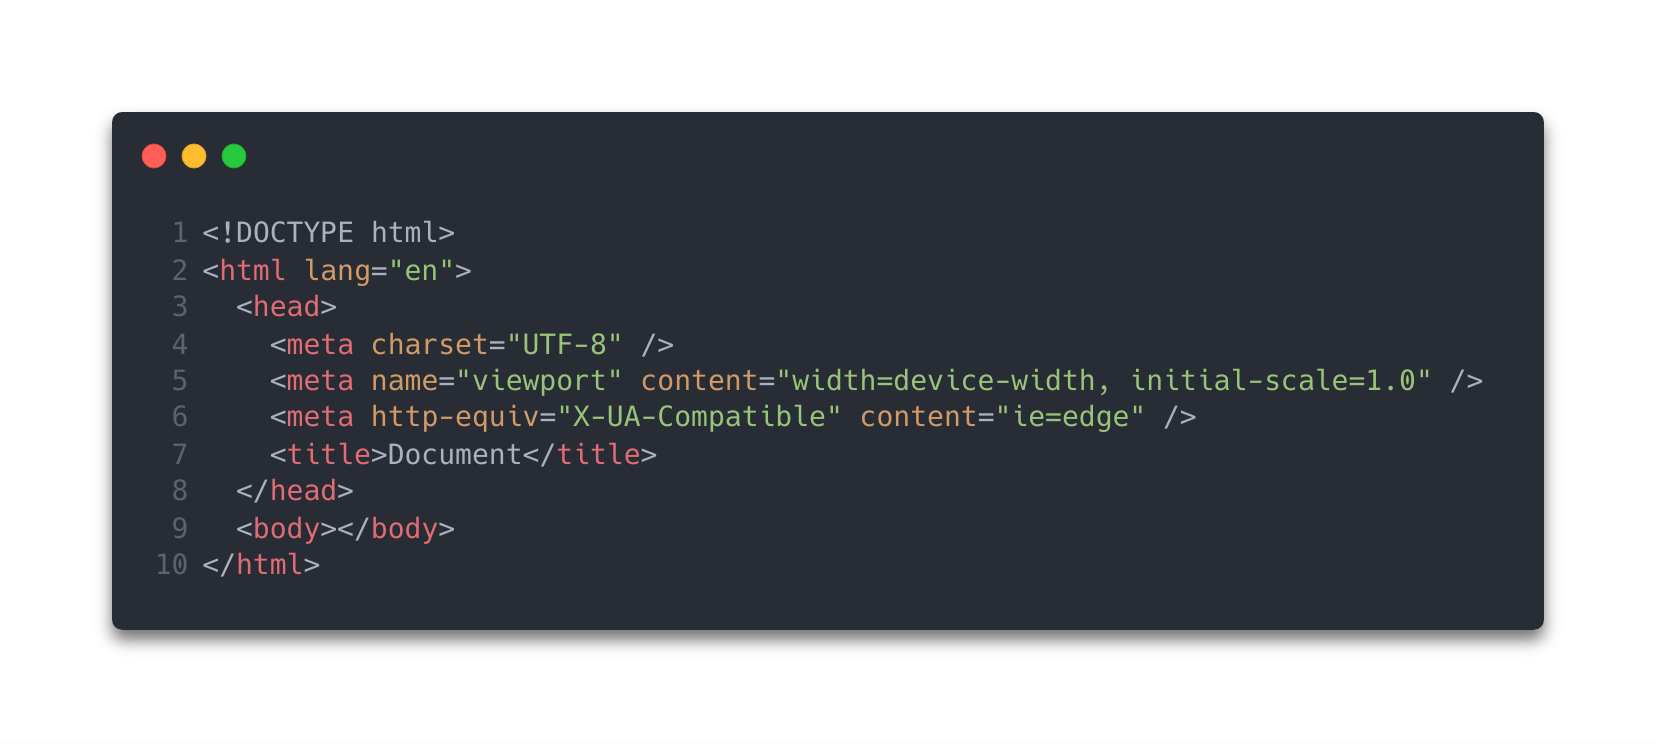 1 <!DOCTYPE html>
2 <html lang="en">
3   <head>
4     <meta charset="UTF-8" />
5     <meta name="viewport" content="width=device-width, initial-scale=1.0" />
6     <meta http-equiv="X-UA-Compatible" content="ie=edge" />
7     <title>Document</title>
8   </head>
9   <body></body>
10 </html>